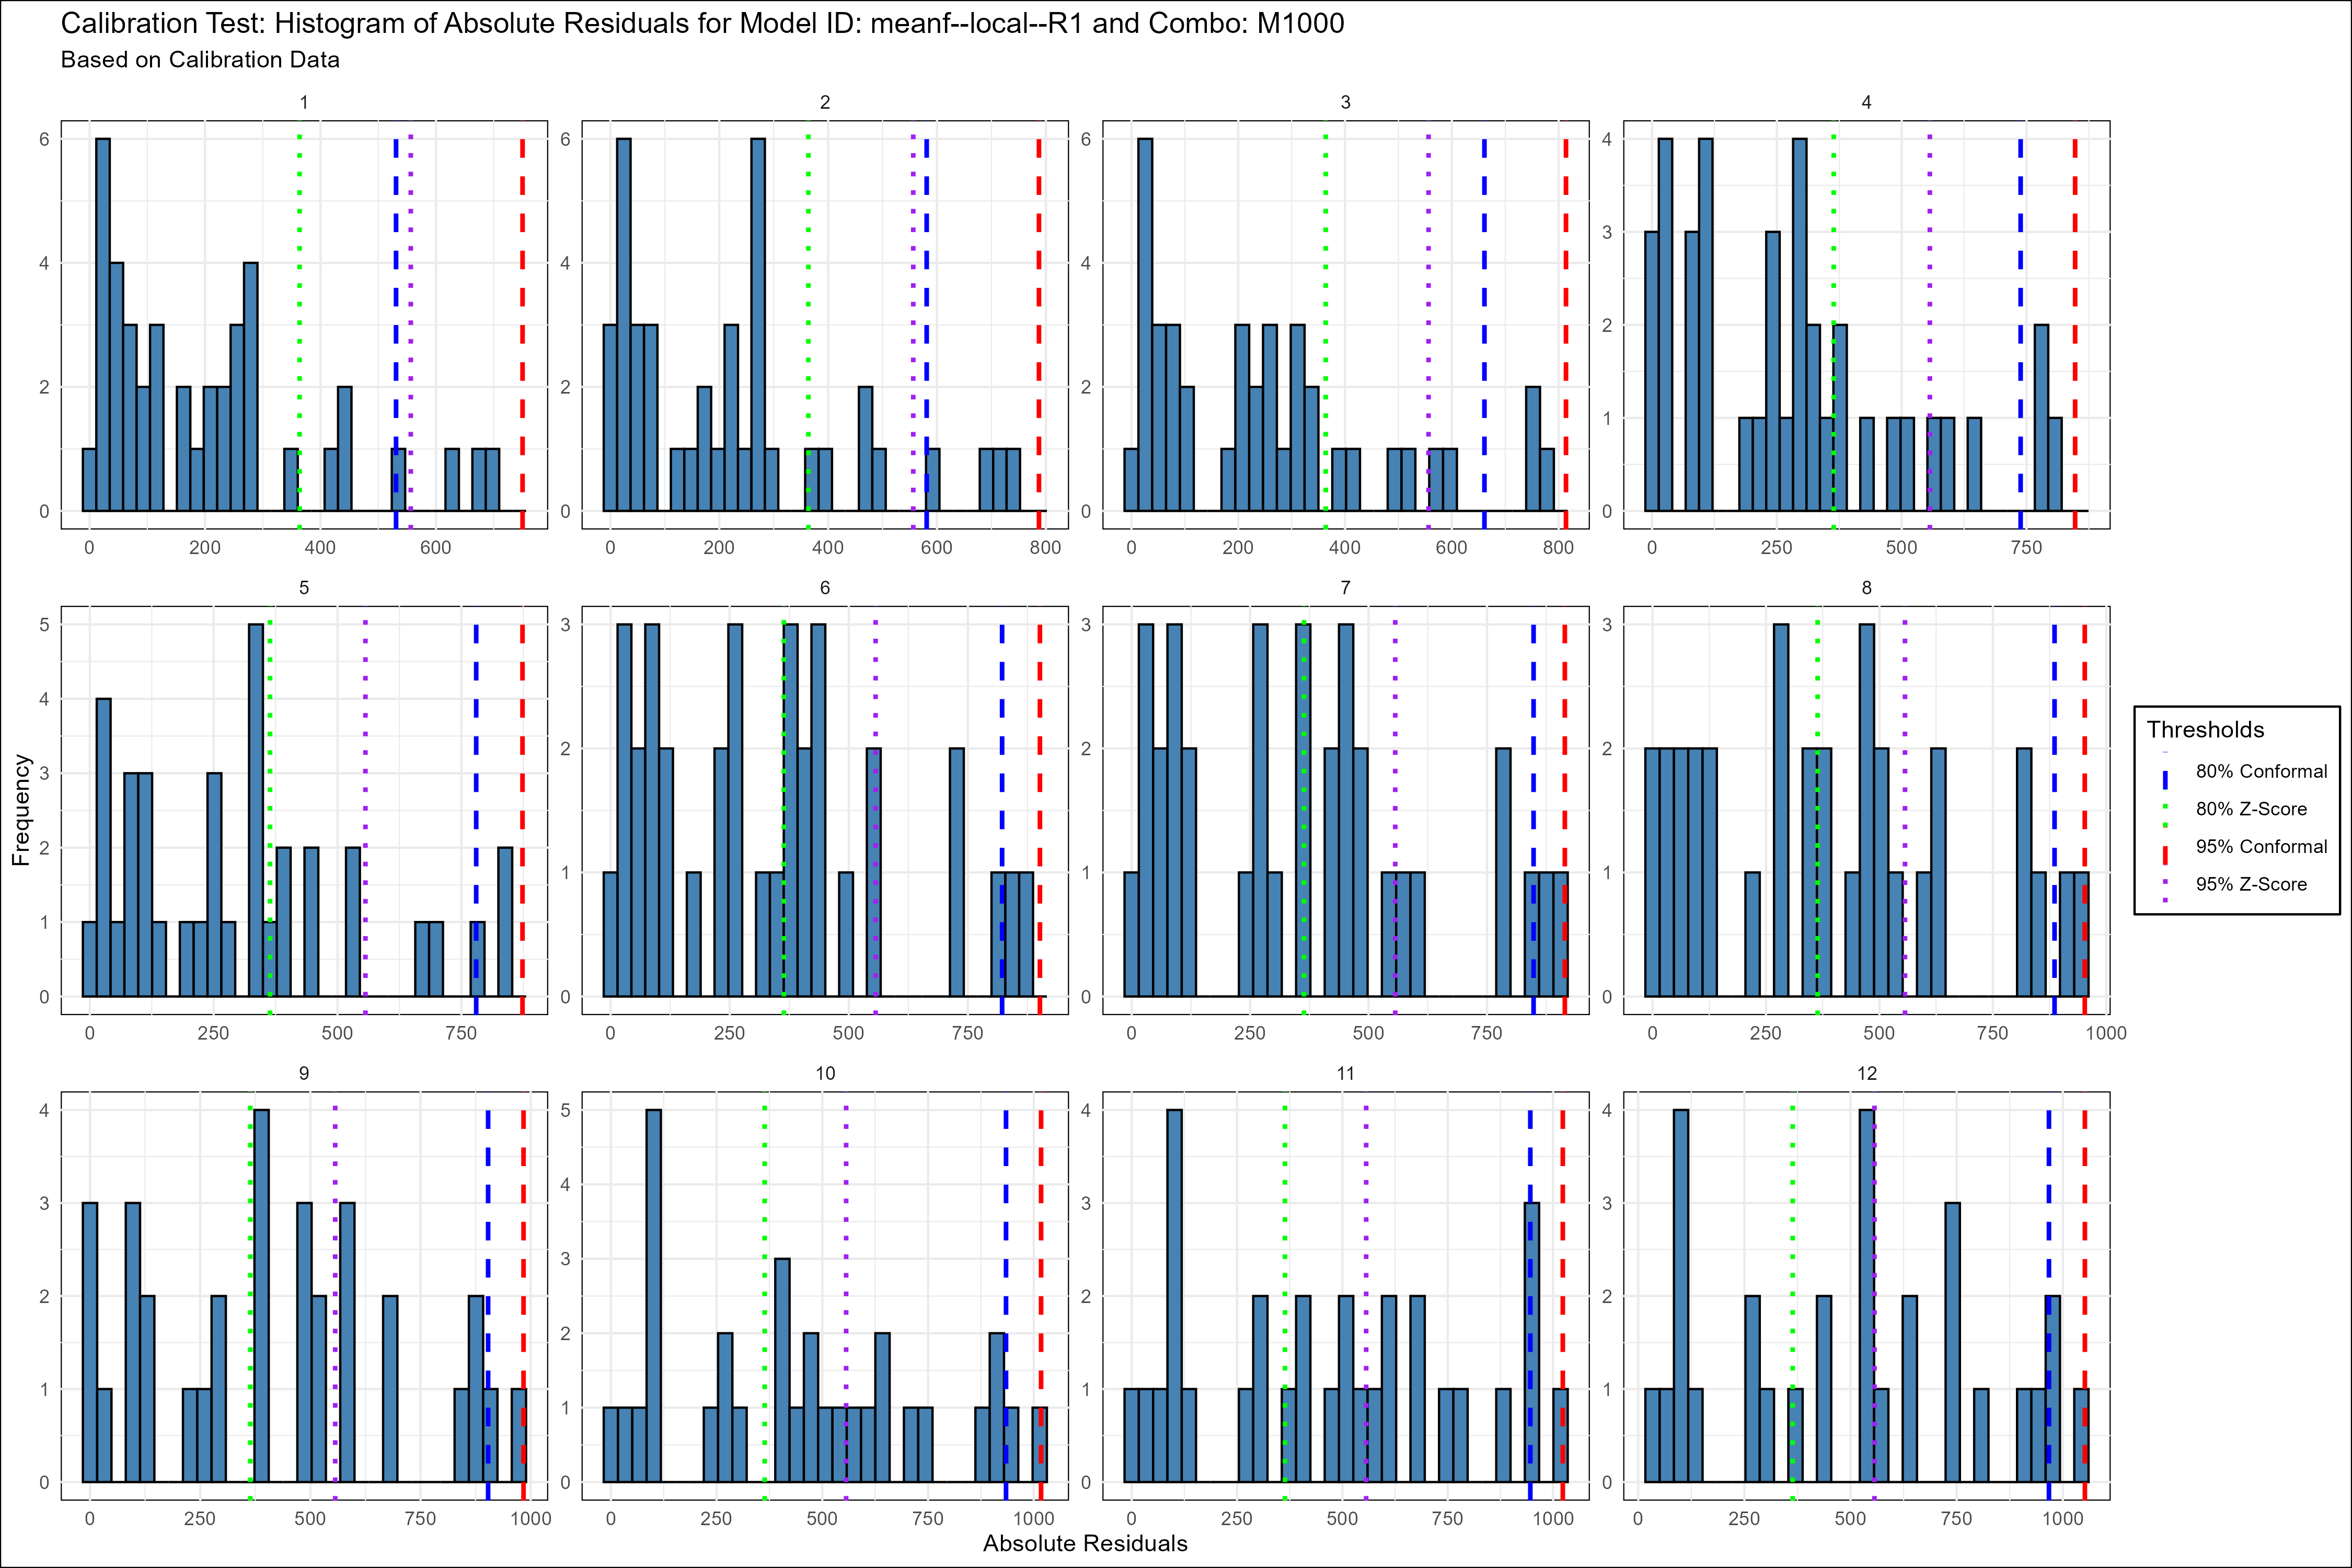 Calibration Test: Histogram of Absolute Residuals for Model ID: meanf--local--R1 and Combo: M1000
Based on Calibration Data
1 2 3 4
6 6 6 4
3
4 4 4
2
2 2 2
1
0 0 0 0
0 200 400 600 0 200 400 600 800 0 200 400 600 800 0 250 500 750
5 6 7 8
5 3 3 3
4
3 2 2 2
2
1 1 1
1
0 0 0 0
0 250 500 750 0 250 500 750 0 250 500 750 0 250 500 750 1000
9 10 11 12
4 5 4 4
4
3 3 3
3
2 2 2
2
1 1 1 1
0 0 0 0
0 250 500 750 1000 0 250 500 750 1000 0 250 500 750 1000 0 250 500 750 1000
Frequency
Absolute Residuals
Thresholds
80% Conformal
80% Z-Score
95% Conformal
95% Z-Score